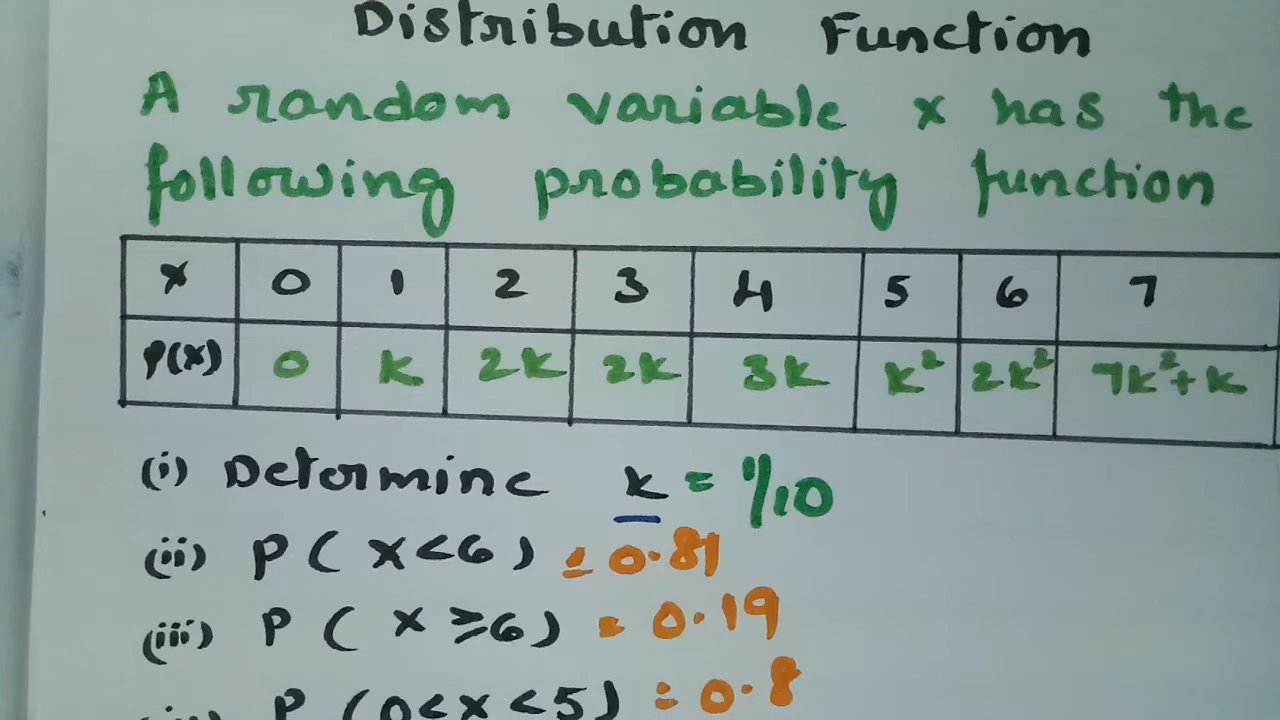 Distribution Function
A random variable x has the
following probability function
x 0 1 2 3 4 5 6 7
P(x) 0 k 2k 2k 3k k² 2k² 7k²+k
(i) Determine k = 1/10
(ii) P ( x<6) = 0.81
(iii) P ( x ≥6) = 0.19
P (0<x<5) = 0.8